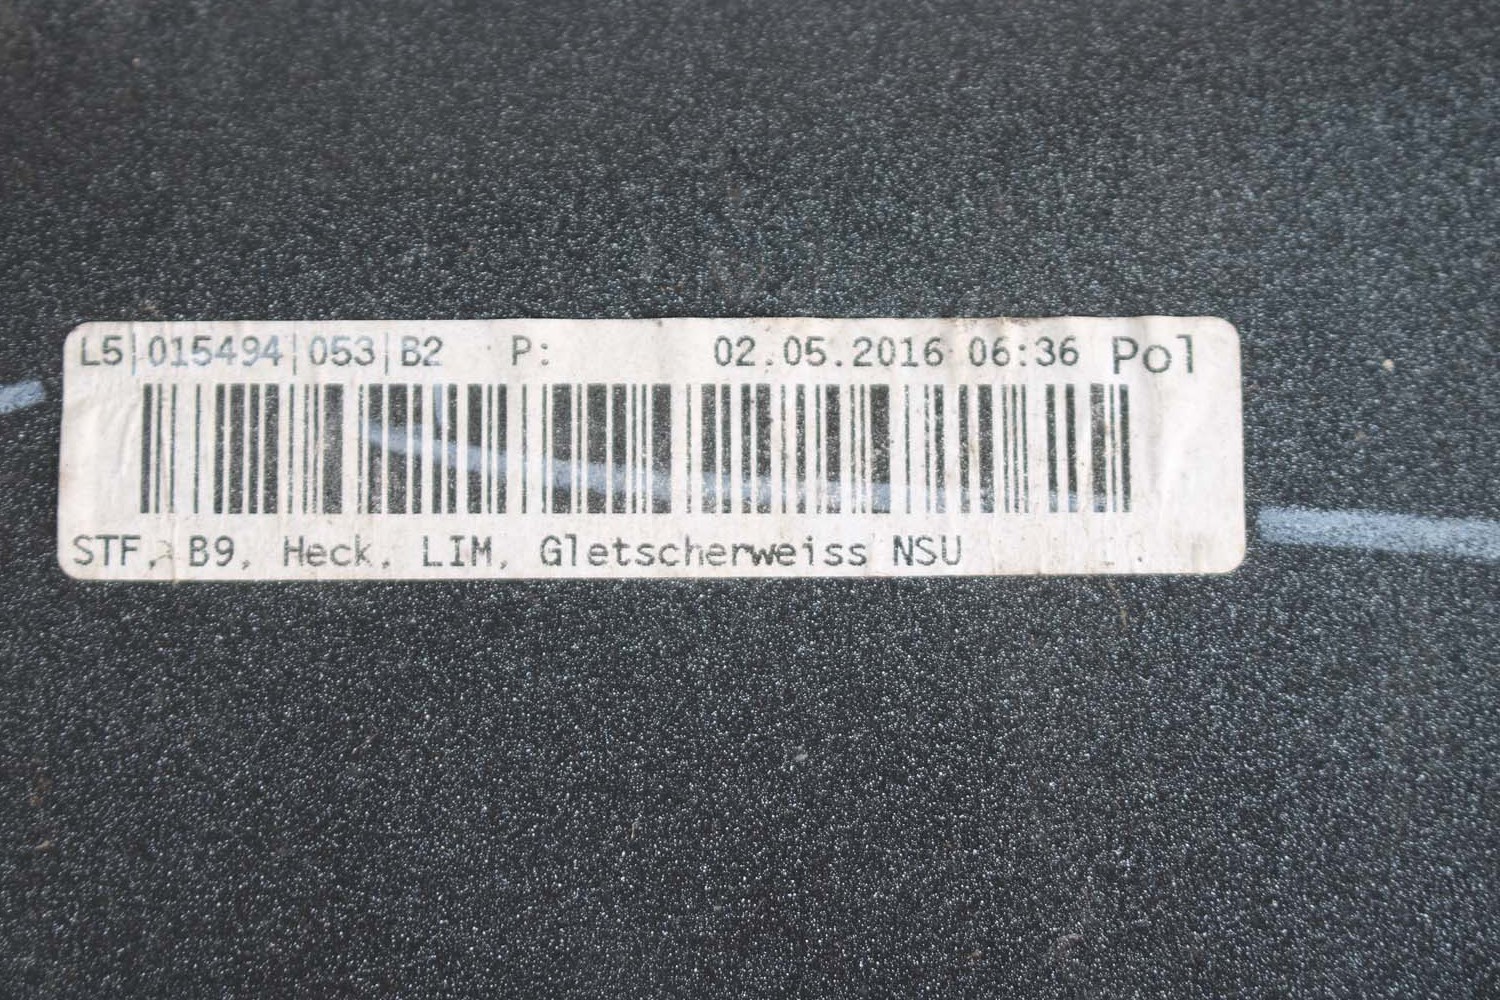 L5|015494|053|B2 P: 02.05.2016 06:36 Pol
STF, B9, Heck, LIM, Gletscherweiss NSU